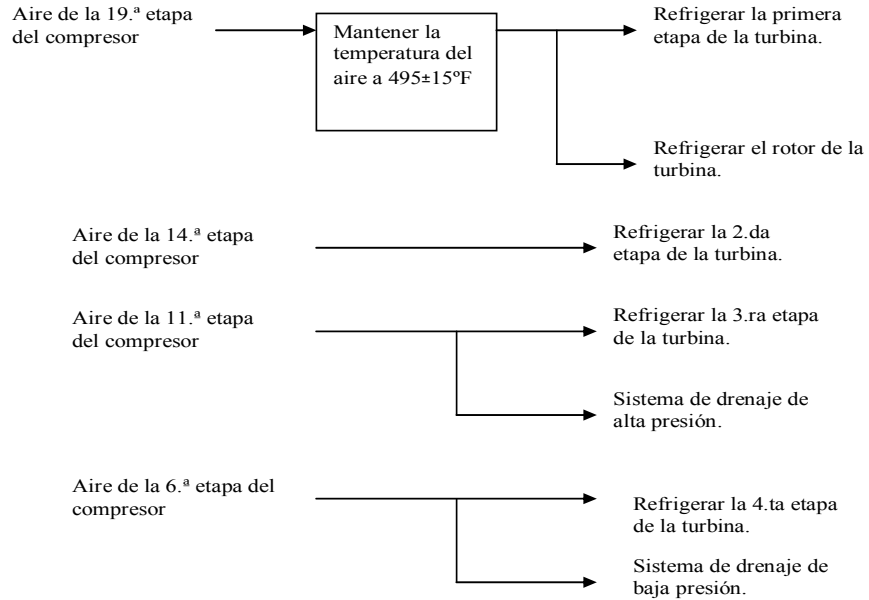 Aire de la 19.ª etapa
del compresor
Mantener la
temperatura del
aire a 495±15ºF
Refrigerar la primera
etapa de la turbina.
Refrigerar el rotor de la
turbina.
Aire de la 14.ª etapa
del compresor
Refrigerar la 2.da
etapa de la turbina.
Aire de la 11.ª etapa
del compresor
Refrigerar la 3.ra etapa
de la turbina.
Sistema de drenaje de
alta presión.
Aire de la 6.ª etapa del
compresor
Refrigerar la 4.ta etapa
de la turbina.
Sistema de drenaje de
baja presión.